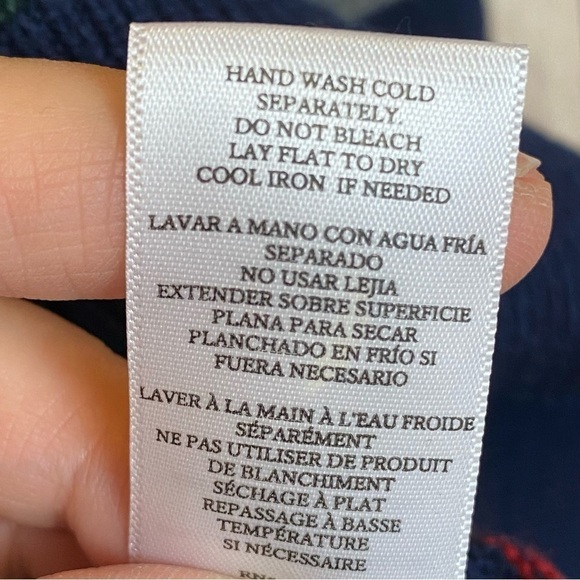 HAND WASH COLD
SEPARATELY.
DO NOT BLEACH
LAY FLAT TO DRY
COOL IRON IF NEEDED
LAVAR A MANO CON AGUA FRÍA
SEPARADO
NO USAR LEJIA
EXTENDER SOBRE SUPERFICIE
PLANA PARA SECAR
PLANCHADO EN FRÍO SI
FUERA NECESARIO
LAVER À LA MAIN À L'EAU FROIDE
SÉPARÉMENT
NE PAS UTILISER DE PRODUIT
DE BLANCHIMENT
SÉCHAGE À PLAT
REPASSAGE À BASSE
TEMPÉRATURE
SI NÉCESSAIRE